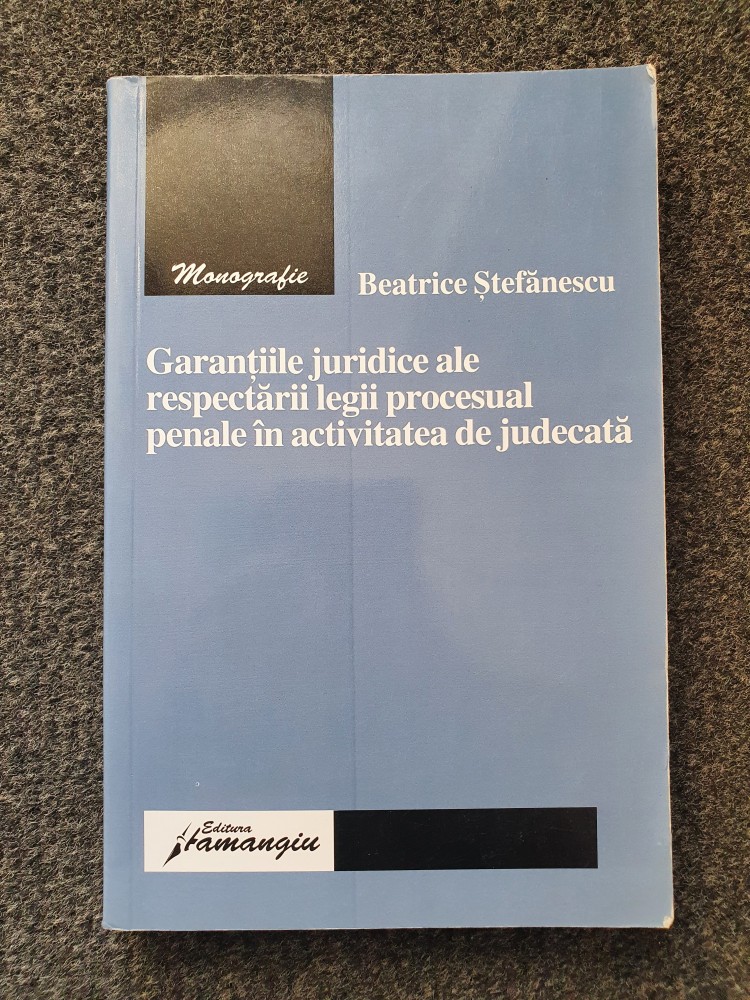 Monografie
Beatrice Ștefănescu
Garanțiile juridice ale
respectării legii procesual
penale în activitatea de judecată
Editura
Hamangiu